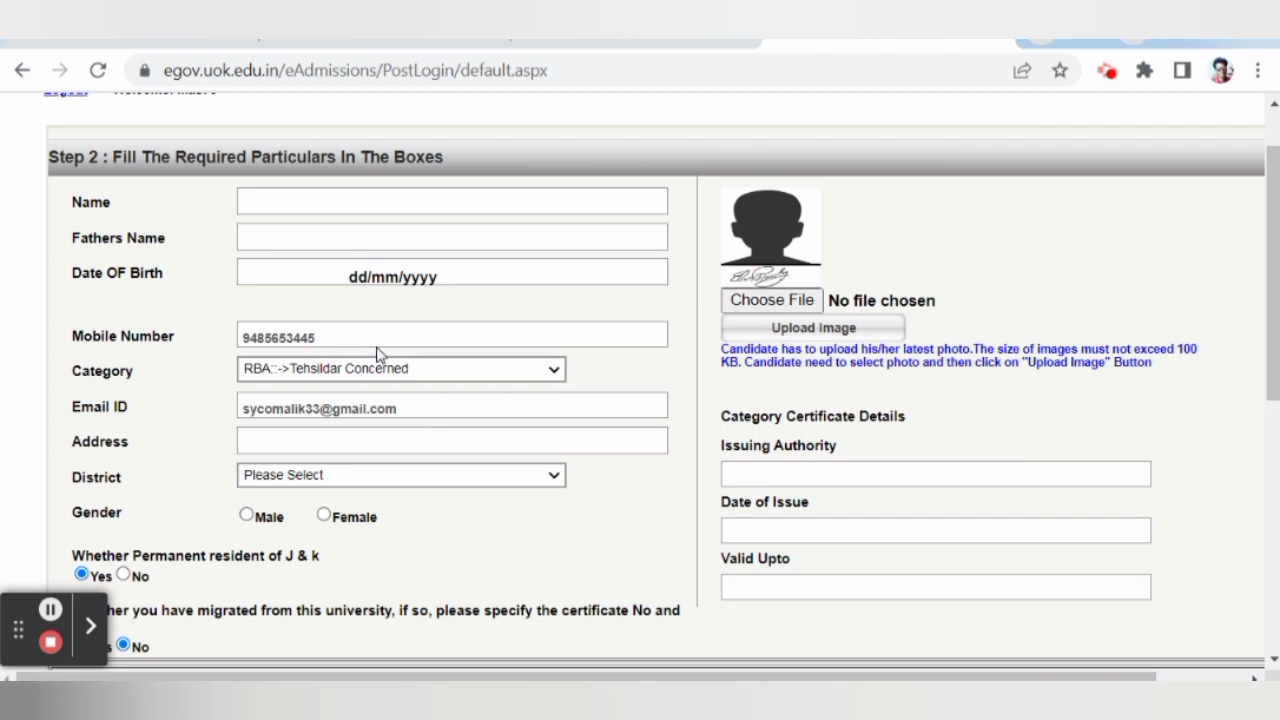 egov.uok.edu.in/eAdmissions/PostLogin/default.aspx
Step 2 : Fill The Required Particulars In The Boxes
Name
Fathers Name
Date OF Birth
dd/mm/yyyy
Mobile Number
9485653445
Category
RBA::->Tehsildar Concerned
Email ID
sycomalik33@gmail.com
Address
District
Please Select
Gender
Male
Female
Whether Permanent resident of J & k
Yes
No
her you have migrated from this university, if so, please specify the certificate No and
s
No
Choose File
No file chosen
Upload Image
Candidate has to upload his/her latest photo.The size of images must not exceed 100
KB. Candidate need to select photo and then click on "Upload Image" Button
Category Certificate Details
Issuing Authority
Date of Issue
Valid Upto